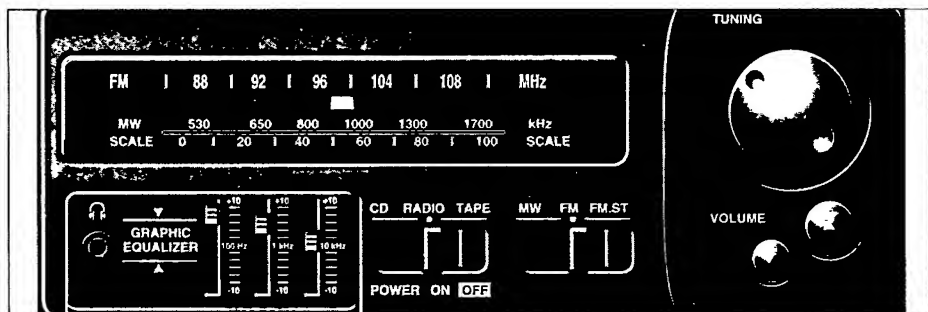 TUNING
FM 88 92 96 104 108 MHz
MW 530 650 800 1000 1300 1700 kHz
SCALE 0 20 40 60 80 100 SCALE
VOLUME
+10 +10 +10
GRAPHIC
EQUALIZER
100 Hz 1 kHz 10 kHz
-10 -10 -10
CD RADIO TAPE
POWER ON OFF
MW FM FM.ST